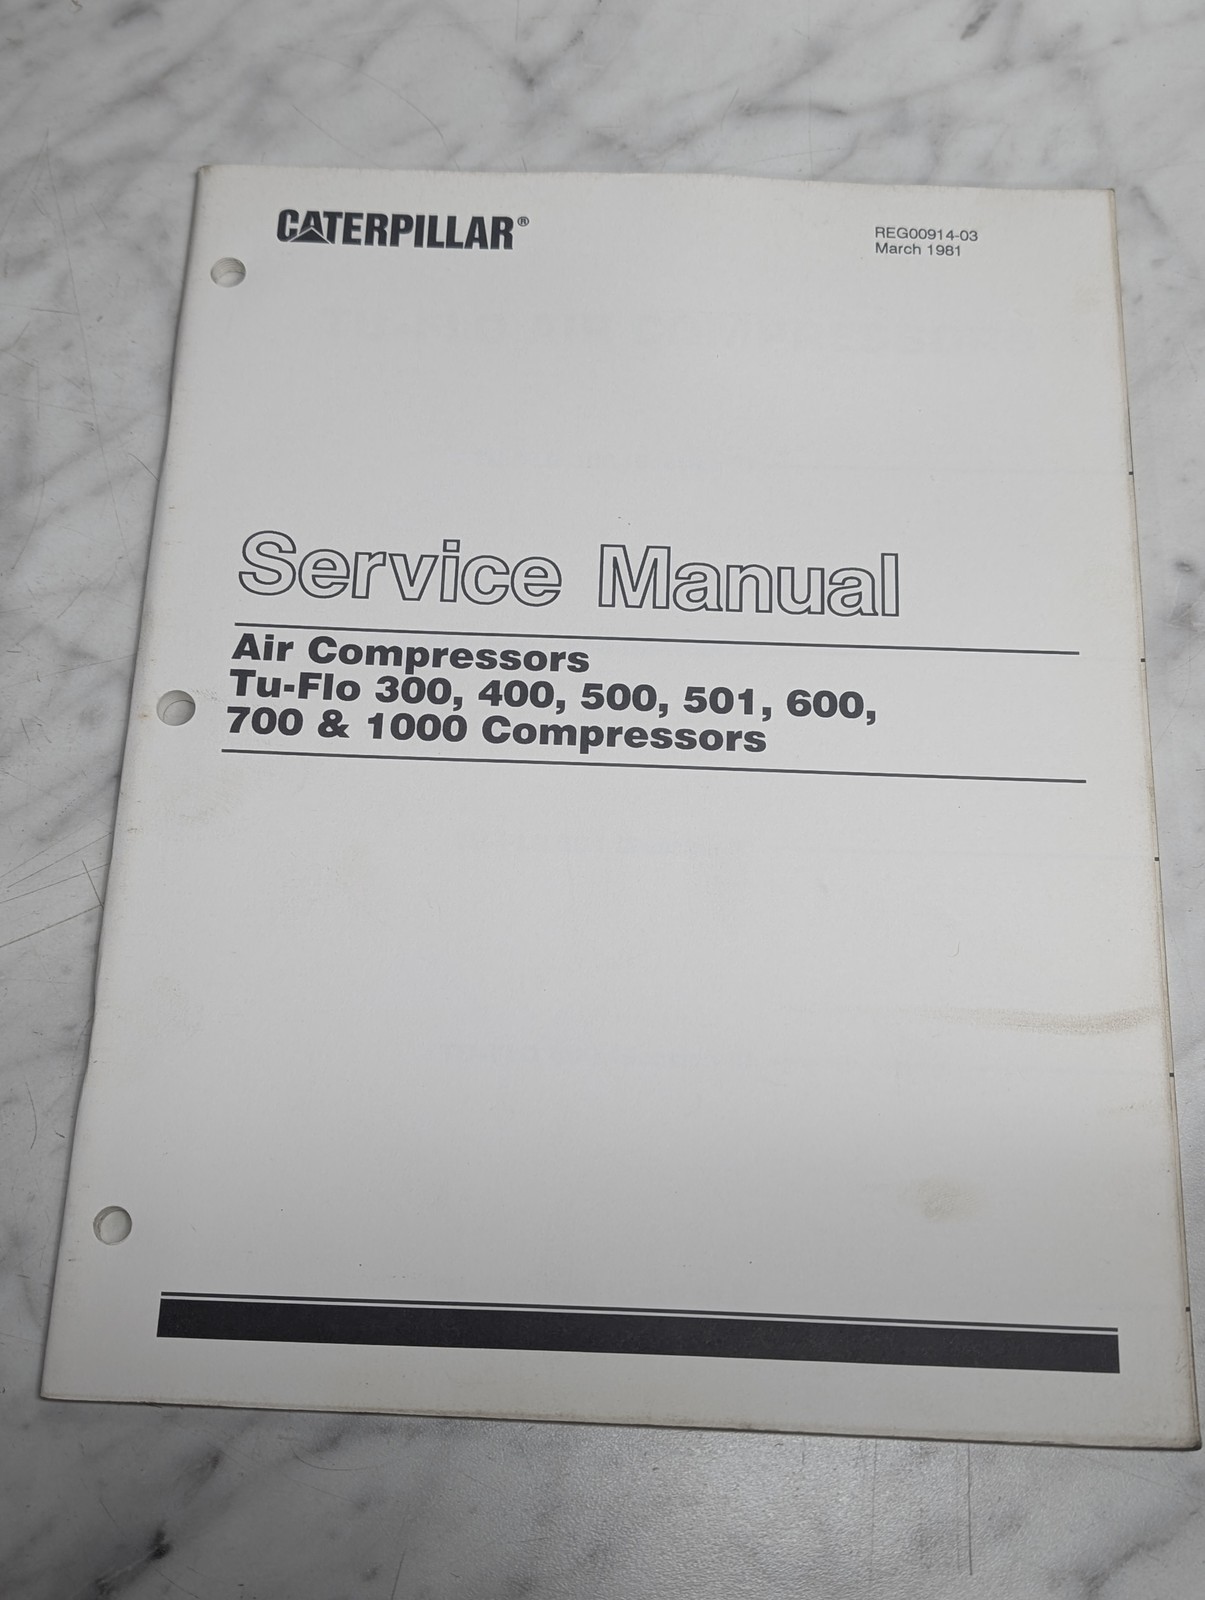 CATERPILLAR®
REG00914-03
March 1981
Service Manual
Air Compressors
Tu-Flo 300, 400, 500, 501, 600,
700 & 1000 Compressors